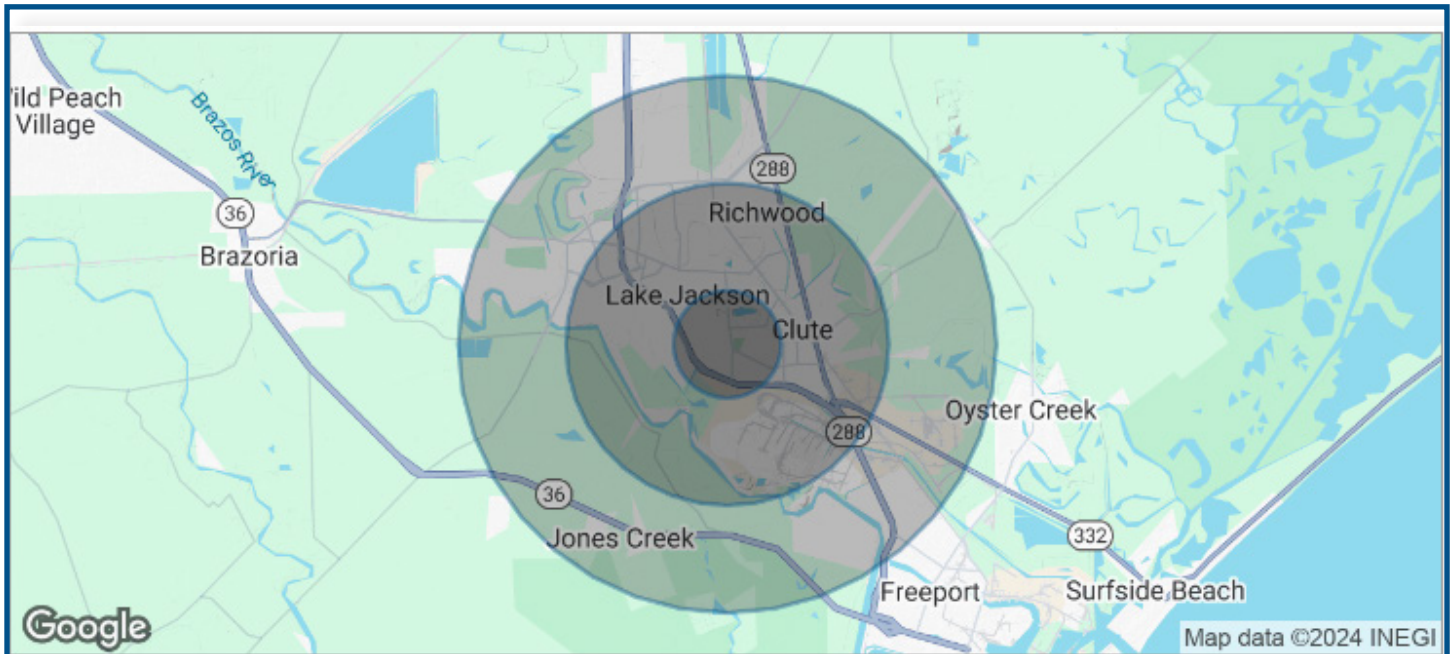 ild Peach
Village
Brazos River
288
36
Richwood
Brazoria
Lake Jackson
Clute
Oyster Creek
288
36
Jones Creek
332
Freeport
Surfside Beach
Google
Map data ©2024 INEGI